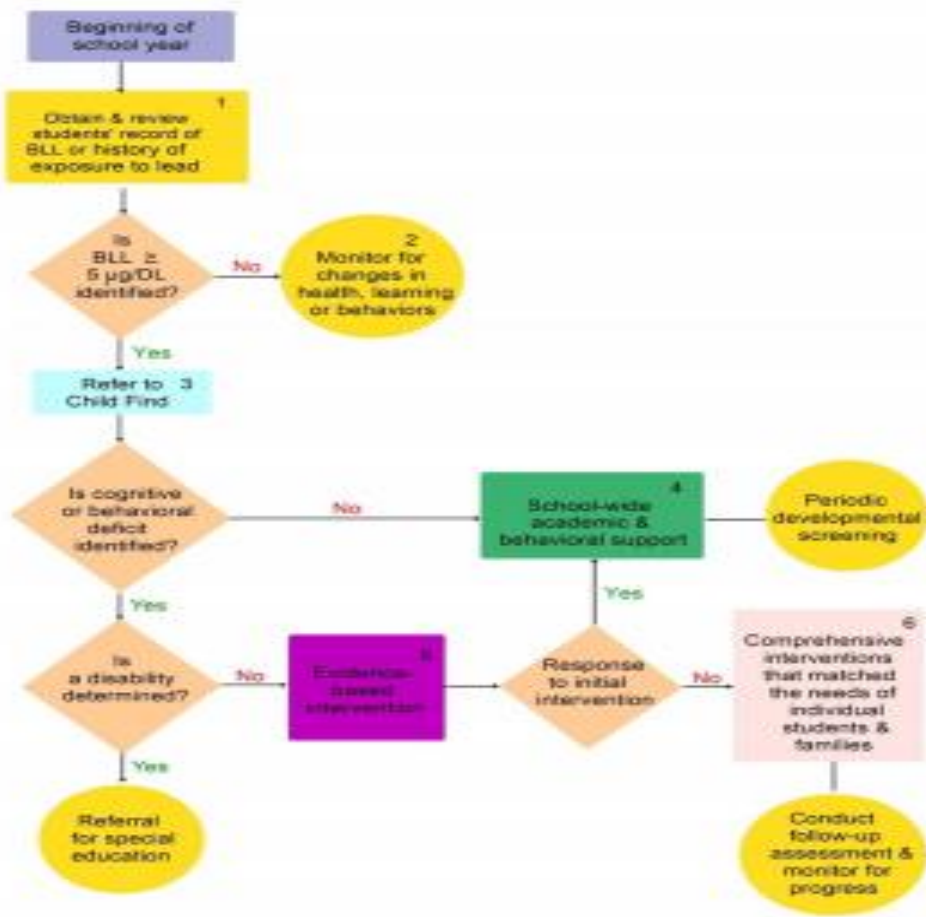 Beginning of
school year
1
Obtain & review
students' record of
BLL or history of
exposure to lead
Is
BLL ≥
5 µg/DL
identified?
No
2
Monitor for
changes in
health, learning
or behaviors
Yes
Refer to 3
Child Find
Is cognitive
or behavioral
deficit
identified?
No
4
School-wide
academic &
behavioral support
Periodic
developmental
screening
Yes
Yes
Is
a disability
determined?
No
5
Evidence-
based
intervention
Response
to initial
intervention
No
6
Comprehensive
interventions
that matched
the needs of
individual
students &
families
Yes
Referral
for special
education
Conduct
follow-up
assessment &
monitor for
progress